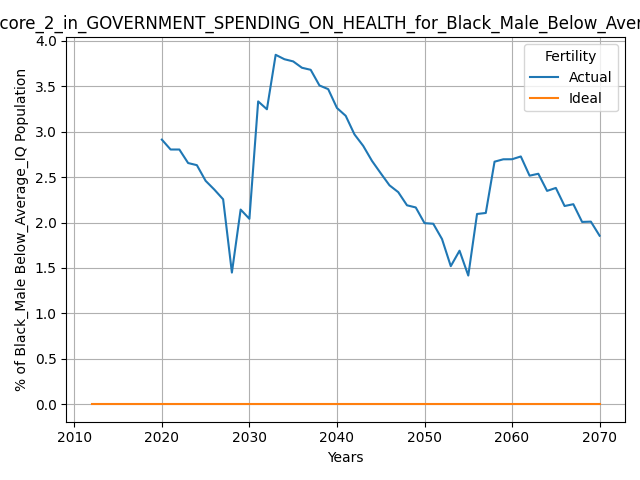 core_2_in_GOVERNMENT_SPENDING_ON_HEALTH_for_Black_Male_Below_Aver
4.0
3.5
3.0
2.5
2.0
1.5
1.0
0.5
0.0
% of Black_Male Below_Average_IQ Population
Fertility
Actual
Ideal
2010 2020 2030 2040 2050 2060 2070
Years